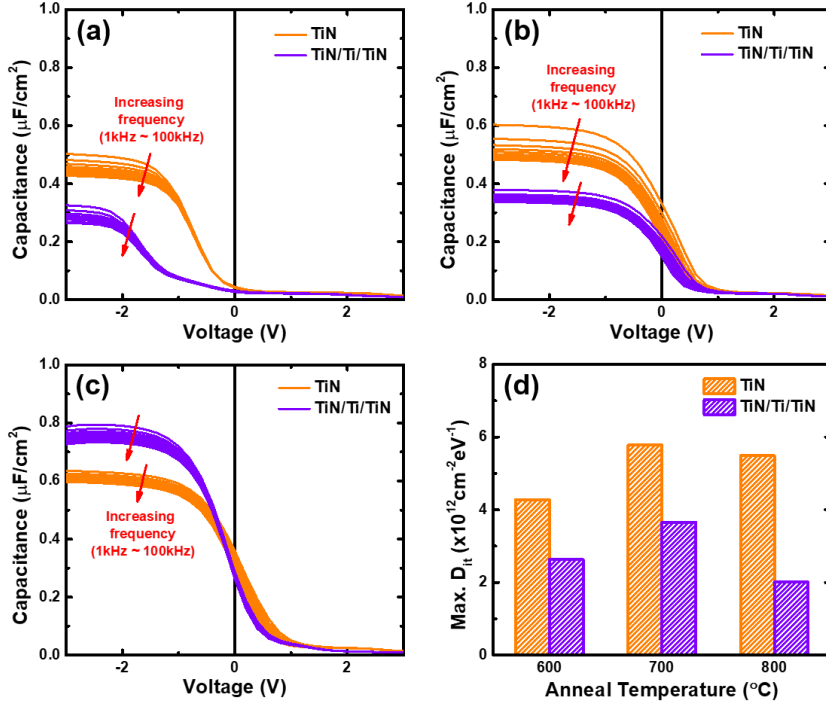 (a)
TiN
TiN/Ti/TiN
Increasing
frequency
(1kHz ~ 100kHz)
Capacitance (μF/cm²)
1.0
0.8
0.6
0.4
0.2
0.0
-2
0
2
Voltage (V)
(b)
TiN
TiN/Ti/TiN
Increasing
frequency
(1kHz ~ 100kHz)
Capacitance (μF/cm²)
1.0
0.8
0.6
0.4
0.2
0.0
-2
0
2
Voltage (V)
(c)
TiN
TiN/Ti/TiN
Increasing
frequency
(1kHz ~ 100kHz)
Capacitance (μF/cm²)
1.0
0.8
0.6
0.4
0.2
0.0
-2
0
2
Voltage (V)
(d)
TiN
TiN/Ti/TiN
Max. Dit (x10¹²cm⁻²eV⁻¹)
8
6
4
2
0
600
700
800
Anneal Temperature (°C)